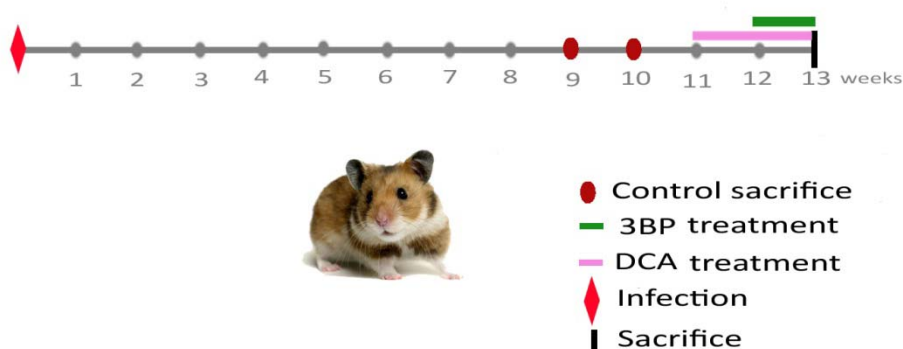 1 2 3 4 5 6 7 8 9 10 11 12 13 weeks
Control sacrifice
3BP treatment
DCA treatment
Infection
Sacrifice